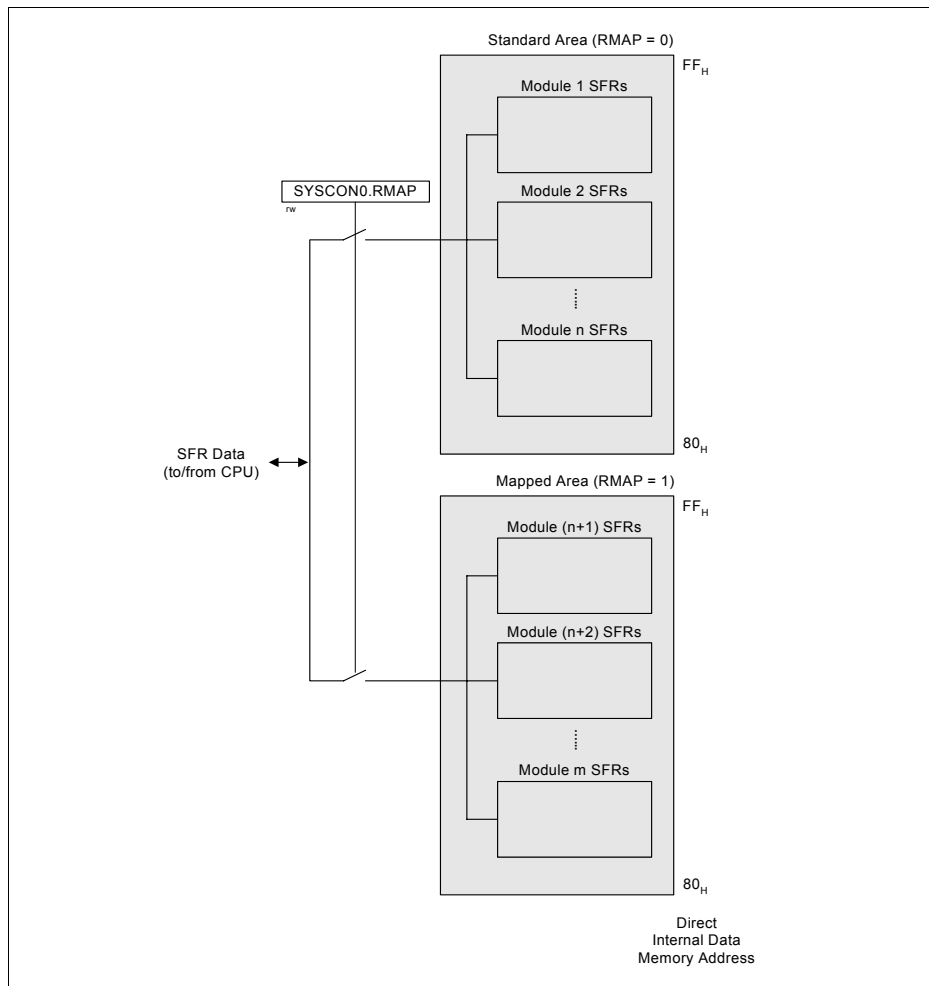 Standard Area (RMAP = 0)
FFH
Module 1 SFRs
SYSCON0.RMAP
rw
Module 2 SFRs
Module n SFRs
SFR Data
(to/from CPU)
80H
Mapped Area (RMAP = 1)
FFH
Module (n+1) SFRs
Module (n+2) SFRs
Module m SFRs
80H
Direct
Internal Data
Memory Address